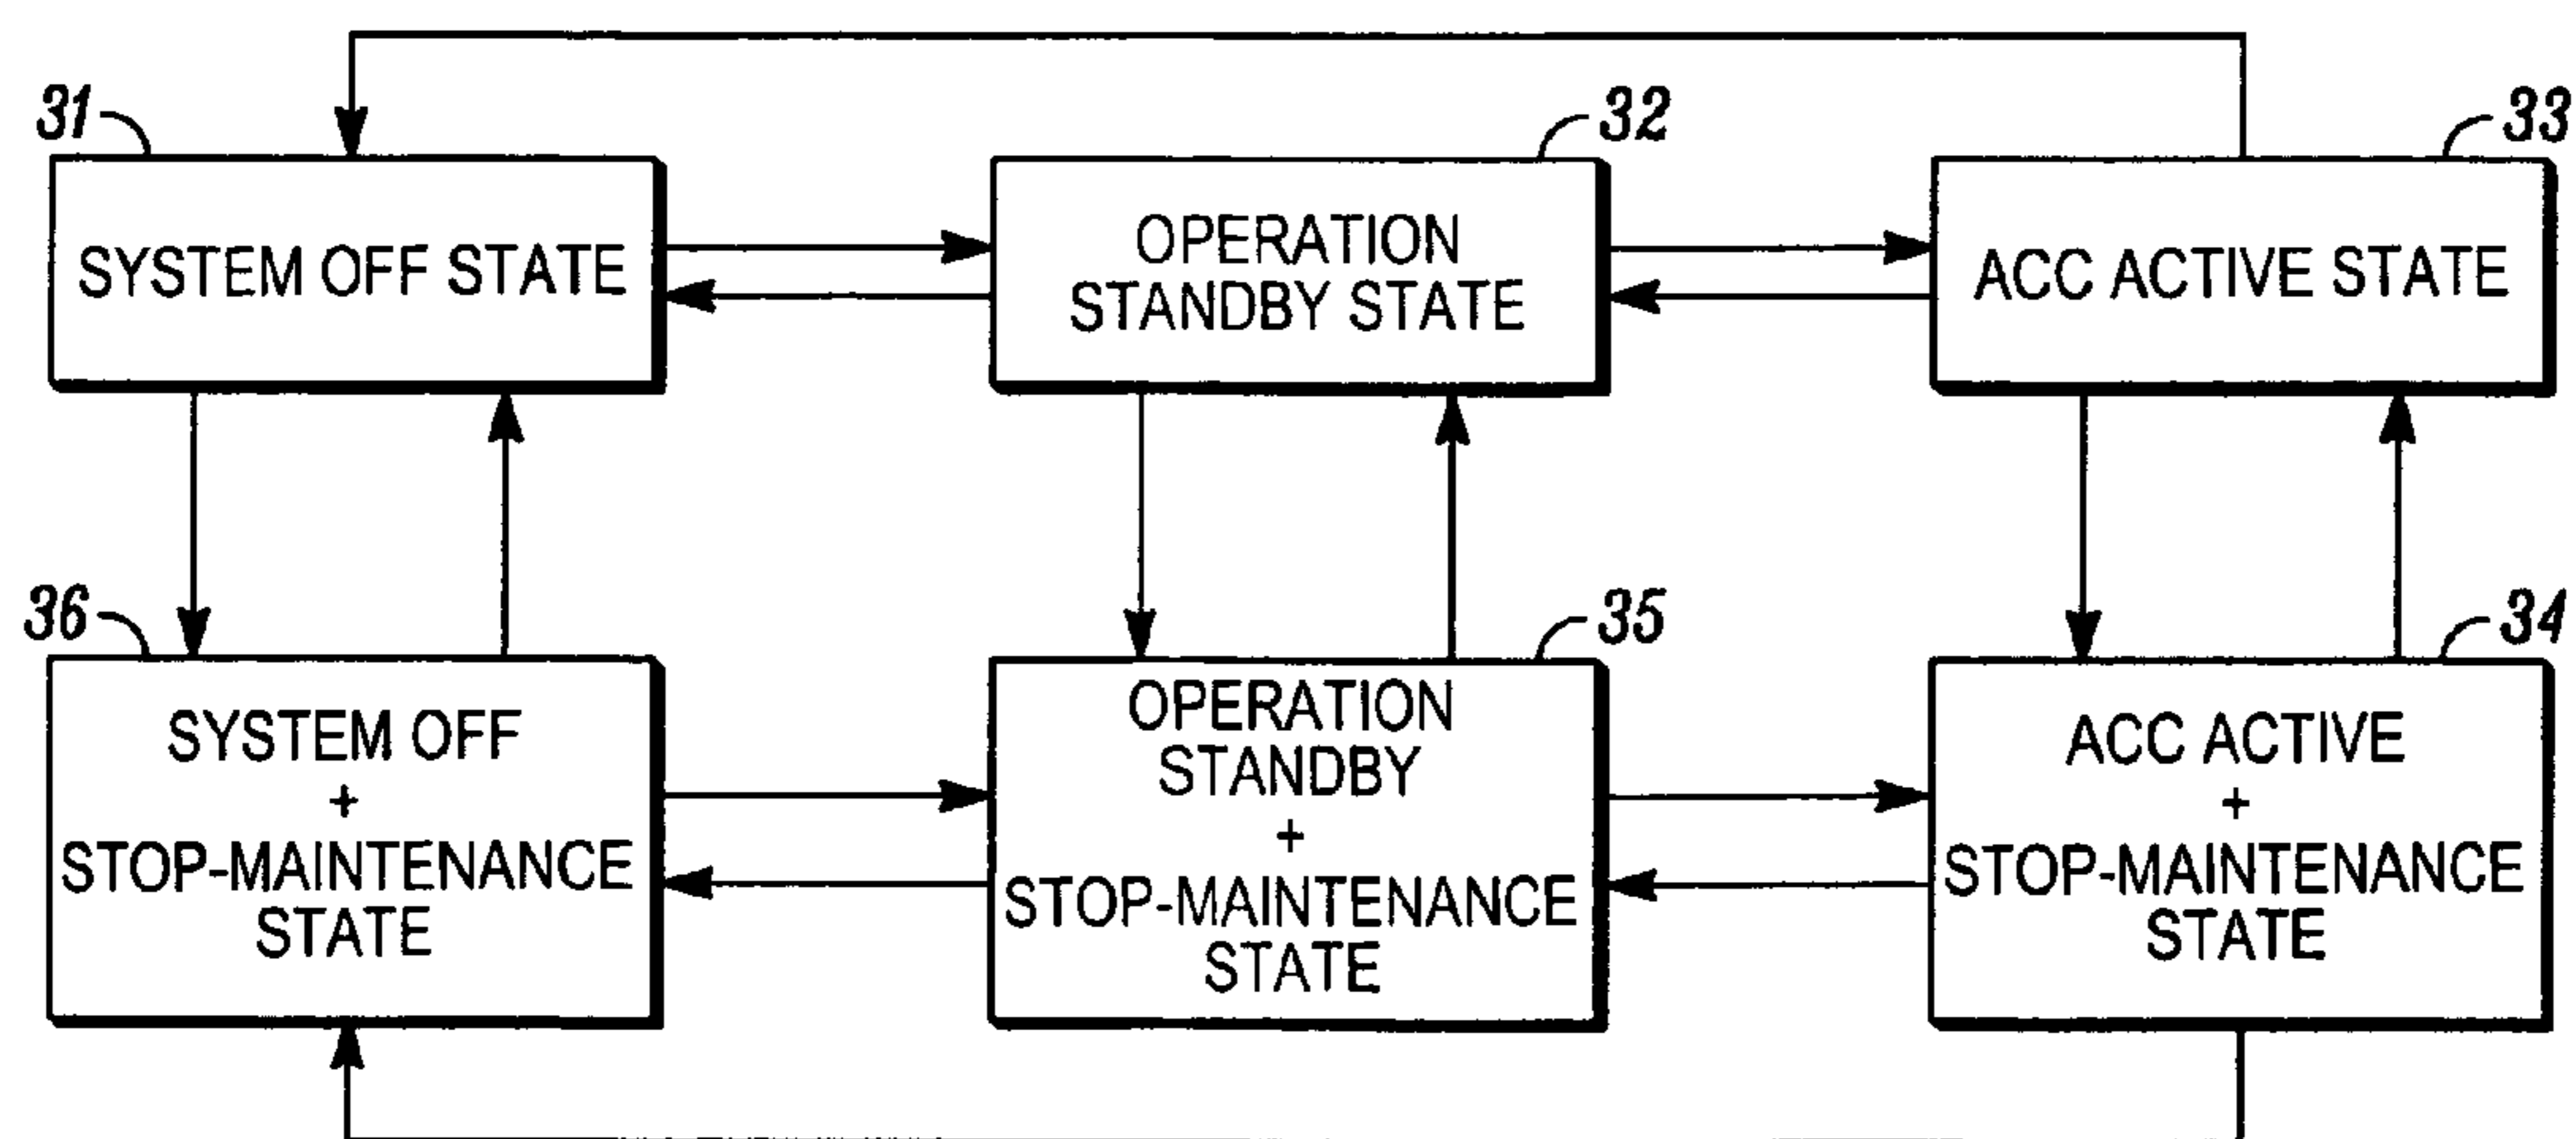 31
32
33
SYSTEM OFF STATE
OPERATION
STANDBY STATE
ACC ACTIVE STATE
36
35
34
SYSTEM OFF
+
STOP-MAINTENANCE
STATE
OPERATION
STANDBY
+
STOP-MAINTENANCE
STATE
ACC ACTIVE
+
STOP-MAINTENANCE
STATE